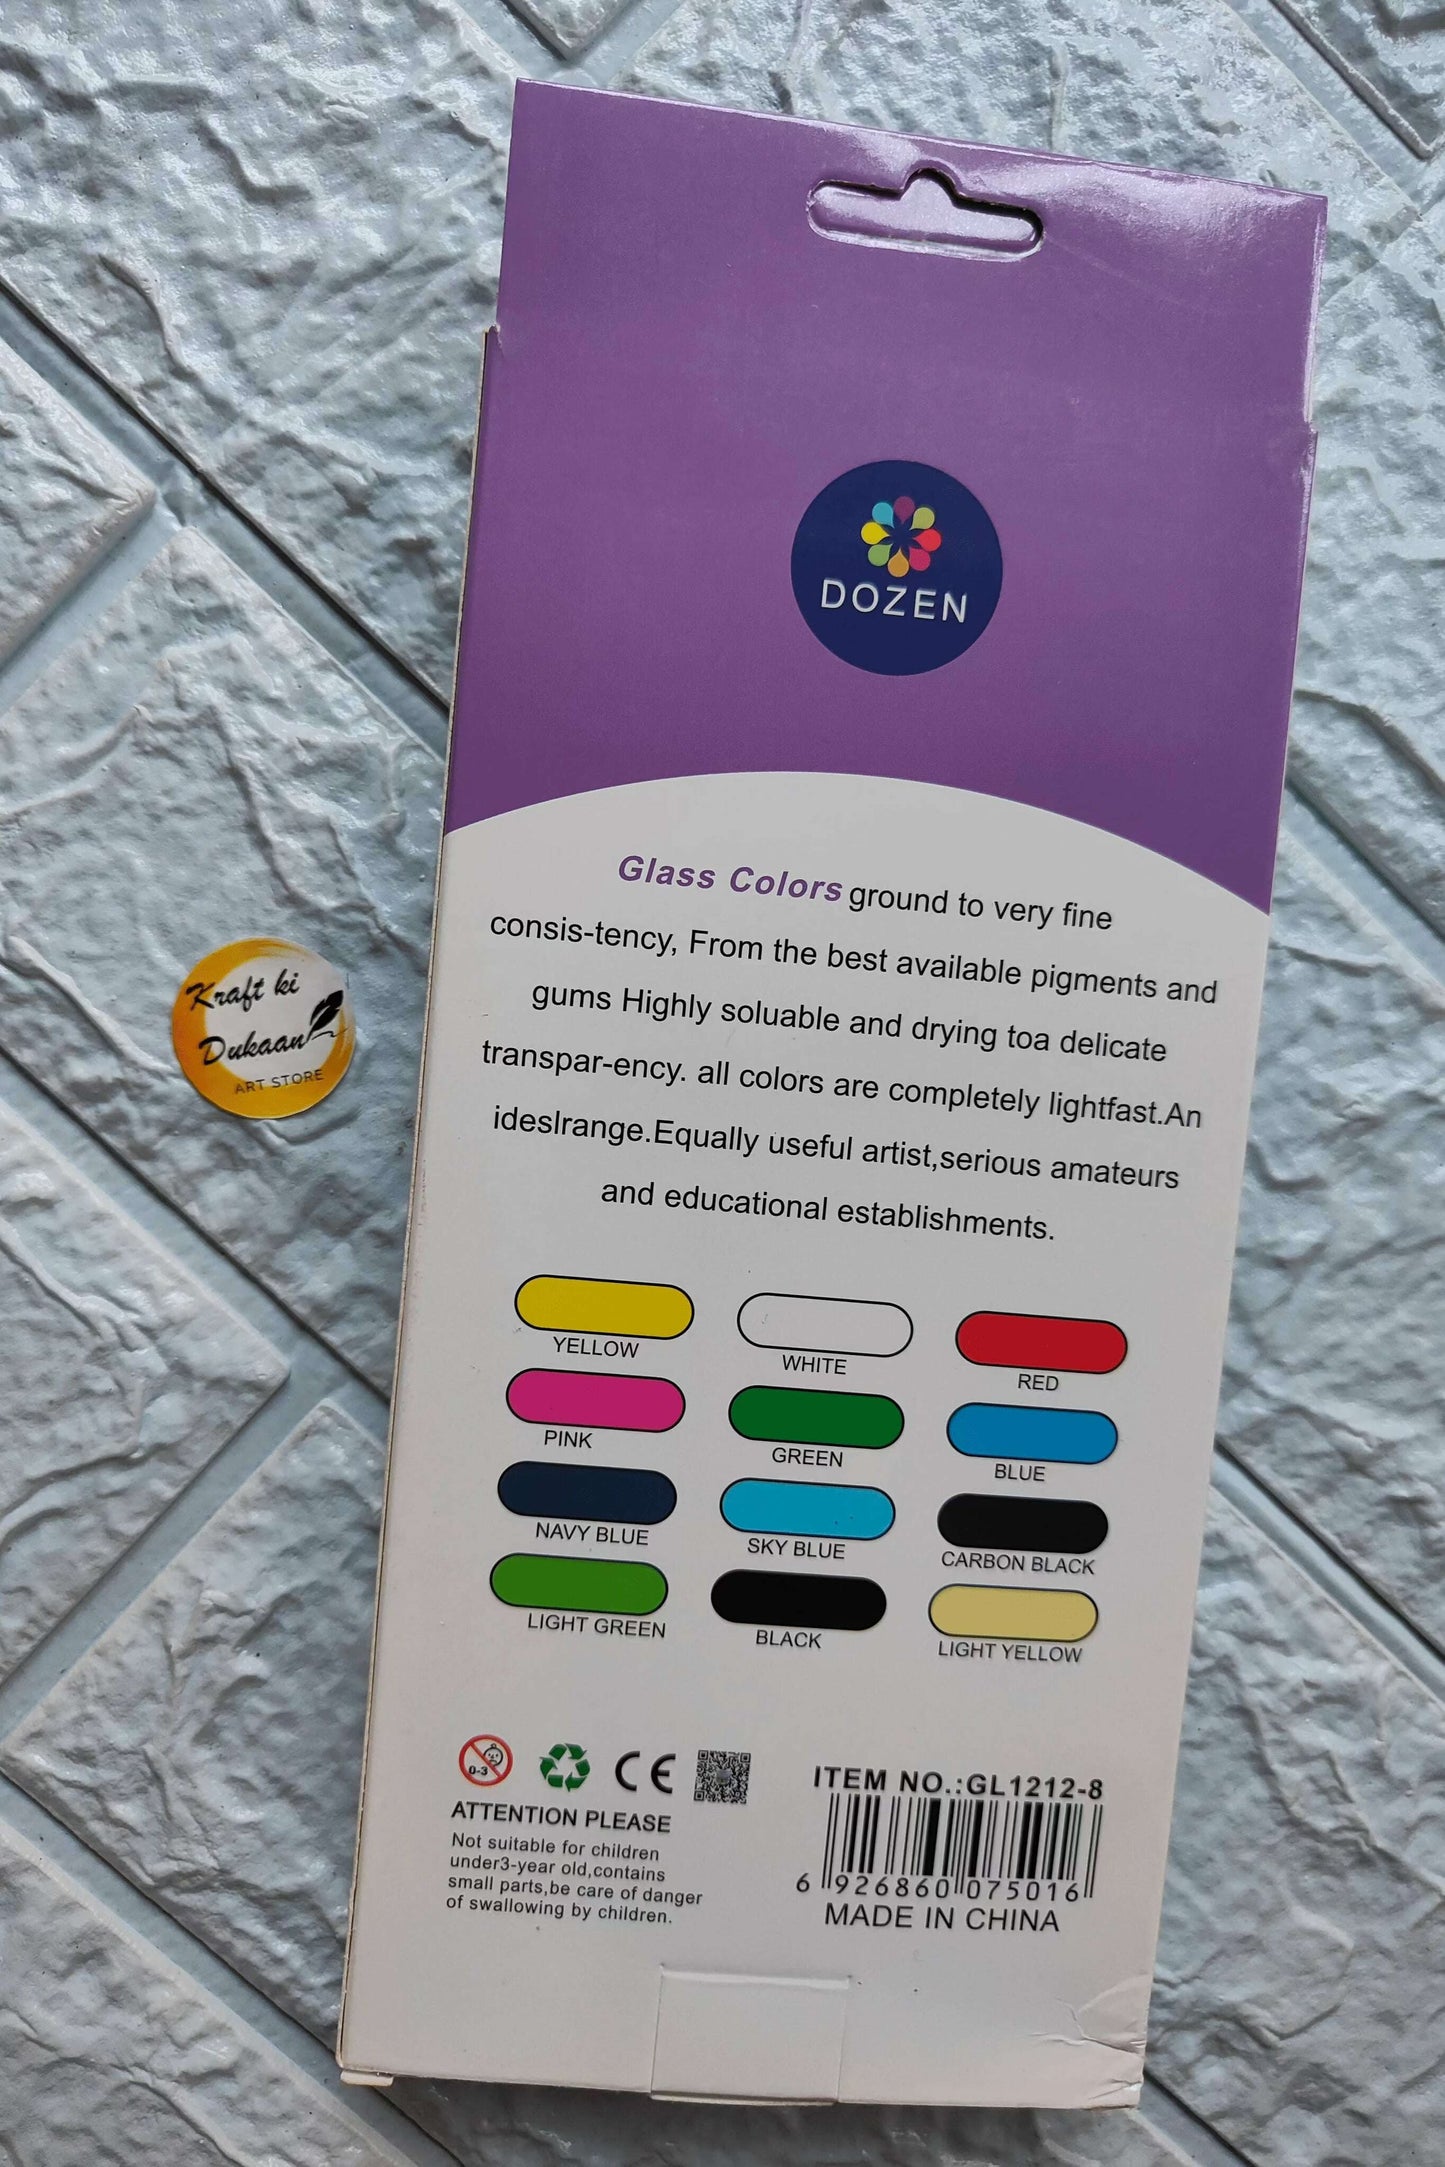 DOZEN
Glass Colors ground to very fine
consis-tency, From the best available pigments and
gums Highly soluable and drying toa delicate
transpar-ency. all colors are completely lightfast.An
ideslrange.Equally useful artist,serious amateurs
and educational establishments.
YELLOW WHITE RED
PINK GREEN BLUE
NAVY BLUE SKY BLUE CARBON BLACK
LIGHT GREEN BLACK LIGHT YELLOW
0-3 CE
ATTENTION PLEASE
Not suitable for children
under3-year old,contains
small parts,be care of danger
of swallowing by children.
ITEM NO.:GL1212-8
6 926860 075016
MADE IN CHINA
Kraft ki
Dukaan
ART STORE